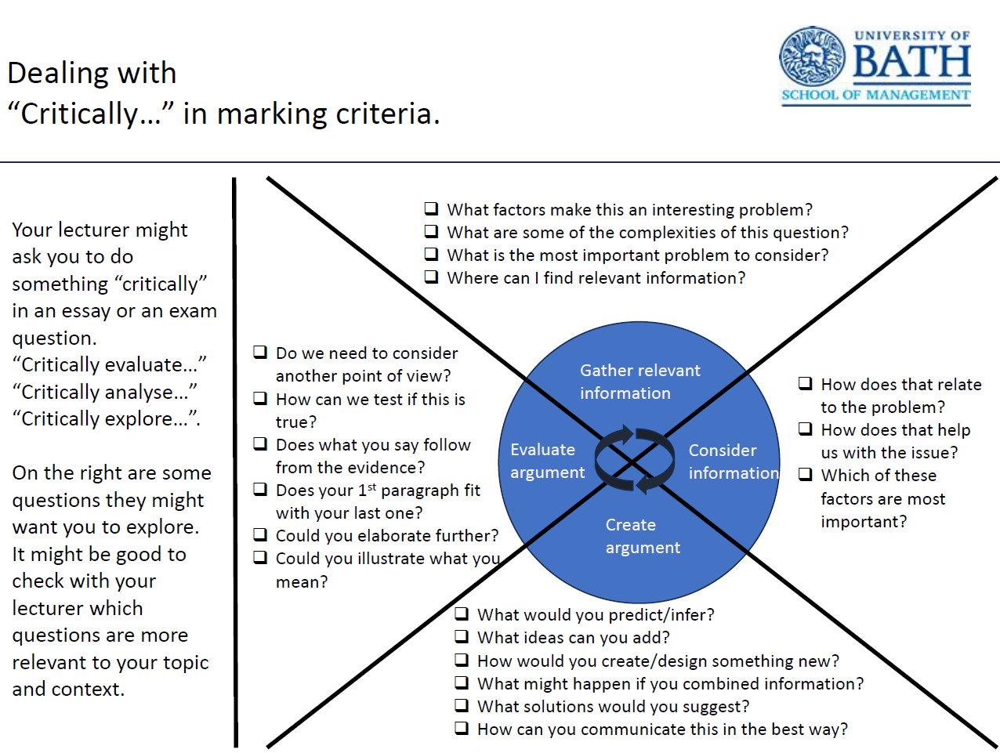 Dealing with
“Critically…” in marking criteria.
UNIVERSITY OF
BATH
SCHOOL OF MANAGEMENT
Your lecturer might
ask you to do
something “critically”
in an essay or an exam
question.
“Critically evaluate…”
“Critically analyse…”
“Critically explore…”.
On the right are some
questions they might
want you to explore.
It might be good to
check with your
lecturer which
questions are more
relevant to your topic
and context.
What factors make this an interesting problem?
What are some of the complexities of this question?
What is the most important problem to consider?
Where can I find relevant information?
Do we need to consider
another point of view?
How can we test if this is
true?
Does what you say follow
from the evidence?
Does your 1st paragraph fit
with your last one?
Could you elaborate further?
Could you illustrate what you
mean?
Gather relevant
information
Evaluate
argument
Consider
information
Create
argument
How does that relate
to the problem?
How does that help
us with the issue?
Which of these
factors are most
important?
What would you predict/infer?
What ideas can you add?
How would you create/design something new?
What might happen if you combined information?
What solutions would you suggest?
How can you communicate this in the best way?